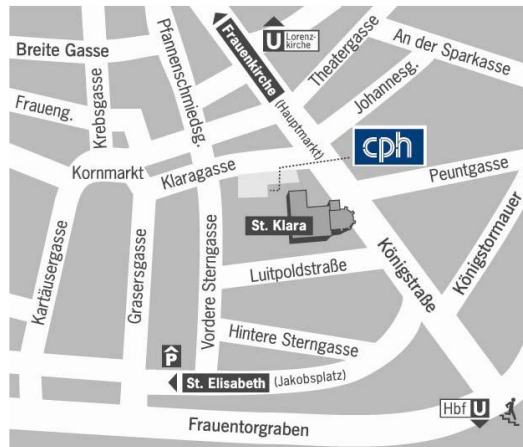 Breite Gasse
Pfannenschmiedsg.
Frauenkirche
(Hauptmarkt)
U Lorenz-
kirche
Theatergasse
An der Sparkasse
Krebsgasse
Fraueng.
Johannesg.
cph
Kornmarkt
Klaragasse
Peuntgasse
St. Klara
Königstraße
Königstormauer
Kartäusergasse
Grasersgasse
Vordere Sterngasse
Luitpoldstraße
Hintere Sterngasse
P
St. Elisabeth (Jakobsplatz)
Hbf U
Frauentorgraben